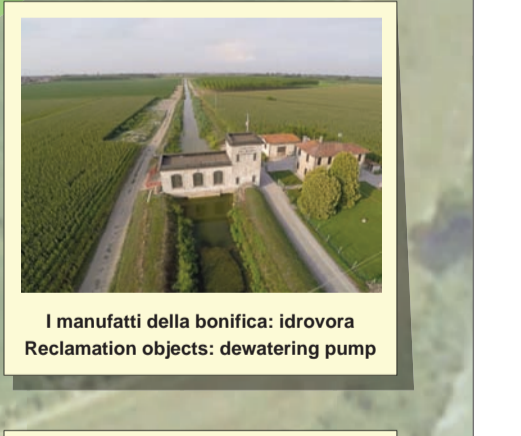 I manufatti della bonifica: idrovora
Reclamation objects: dewatering pump